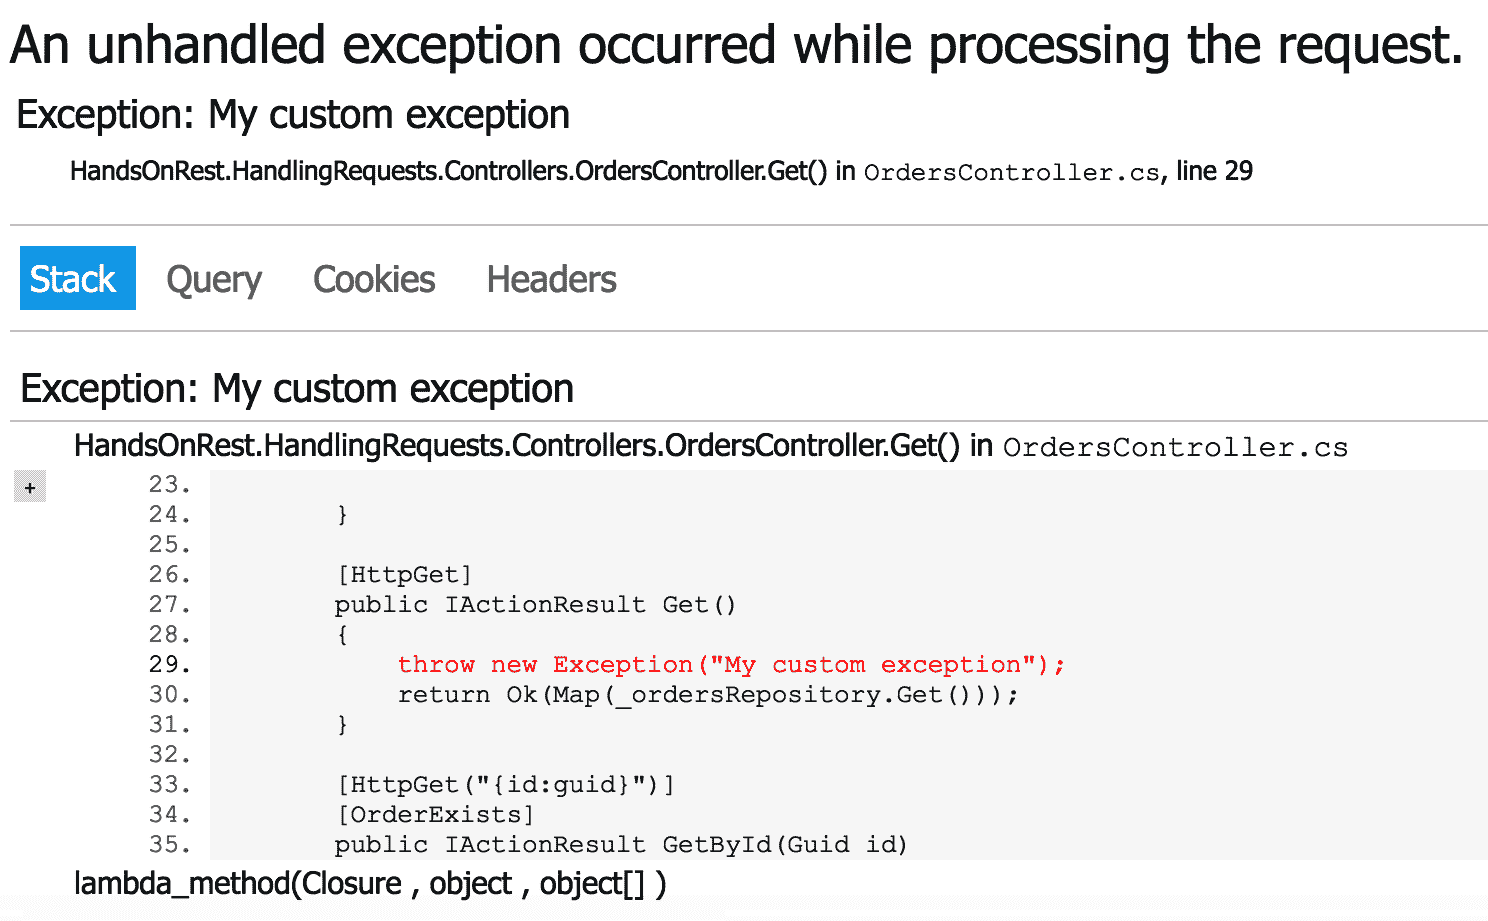 An unhandled exception occurred while processing the request.
Exception: My custom exception
HandsOnRest.HandlingRequests.Controllers.OrdersController.Get() in OrdersController.cs, line 29
Stack Query Cookies Headers
Exception: My custom exception
HandsOnRest.HandlingRequests.Controllers.OrdersController.Get() in OrdersController.cs
+ 23.
24. }
25.
26. [HttpGet]
27. public IActionResult Get()
28. {
29. throw new Exception("My custom exception");
30. return Ok(Map(_ordersRepository.Get()));
31. }
32.
33. [HttpGet("{id:guid}")]
34. [OrderExists]
35. public IActionResult GetById(Guid id)
lambda_method(Closure , object , object[] )